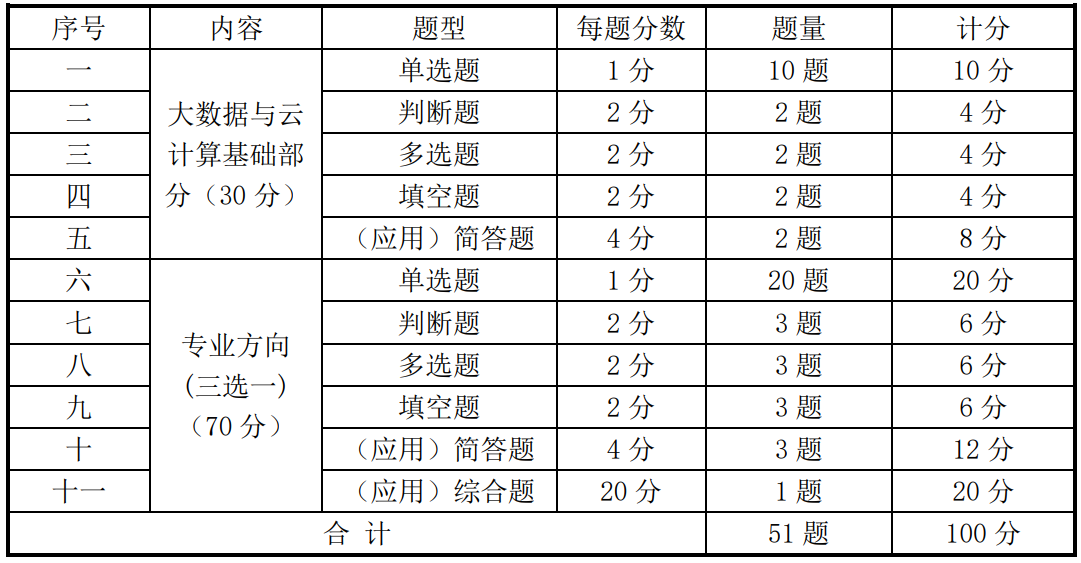 序号 内容 题型 每题分数 题量 计分
一 大数据与云计算基础部分（30 分） 单选题 1 分 10 题 10 分
二 判断题 2 分 2 题 4 分
三 多选题 2 分 2 题 4 分
四 填空题 2 分 2 题 4 分
五 （应用）简答题 4 分 2 题 8 分
六 专业方向(三选一)（70 分） 单选题 1 分 20 题 20 分
七 判断题 2 分 3 题 6 分
八 多选题 2 分 3 题 6 分
九 填空题 2 分 3 题 6 分
十 （应用）简答题 4 分 3 题 12 分
十一 （应用）综合题 20 分 1 题 20 分
合 计 51 题 100 分